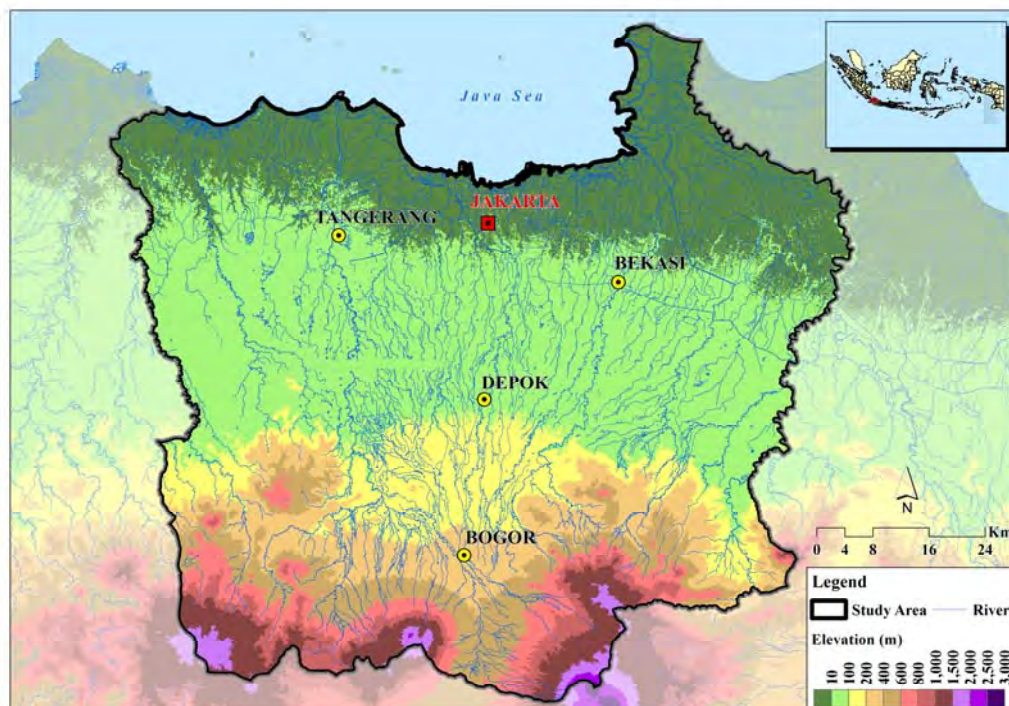 Java Sea
JAKARTA
TANGERANG
BEKASI
DEPOK
BOGOR
N
Km
0 4 8 16 24
Legend
Study Area River
Elevation (m)
10 100 200 400 600 800 1.000 1.500 2.000 2.500 3.000